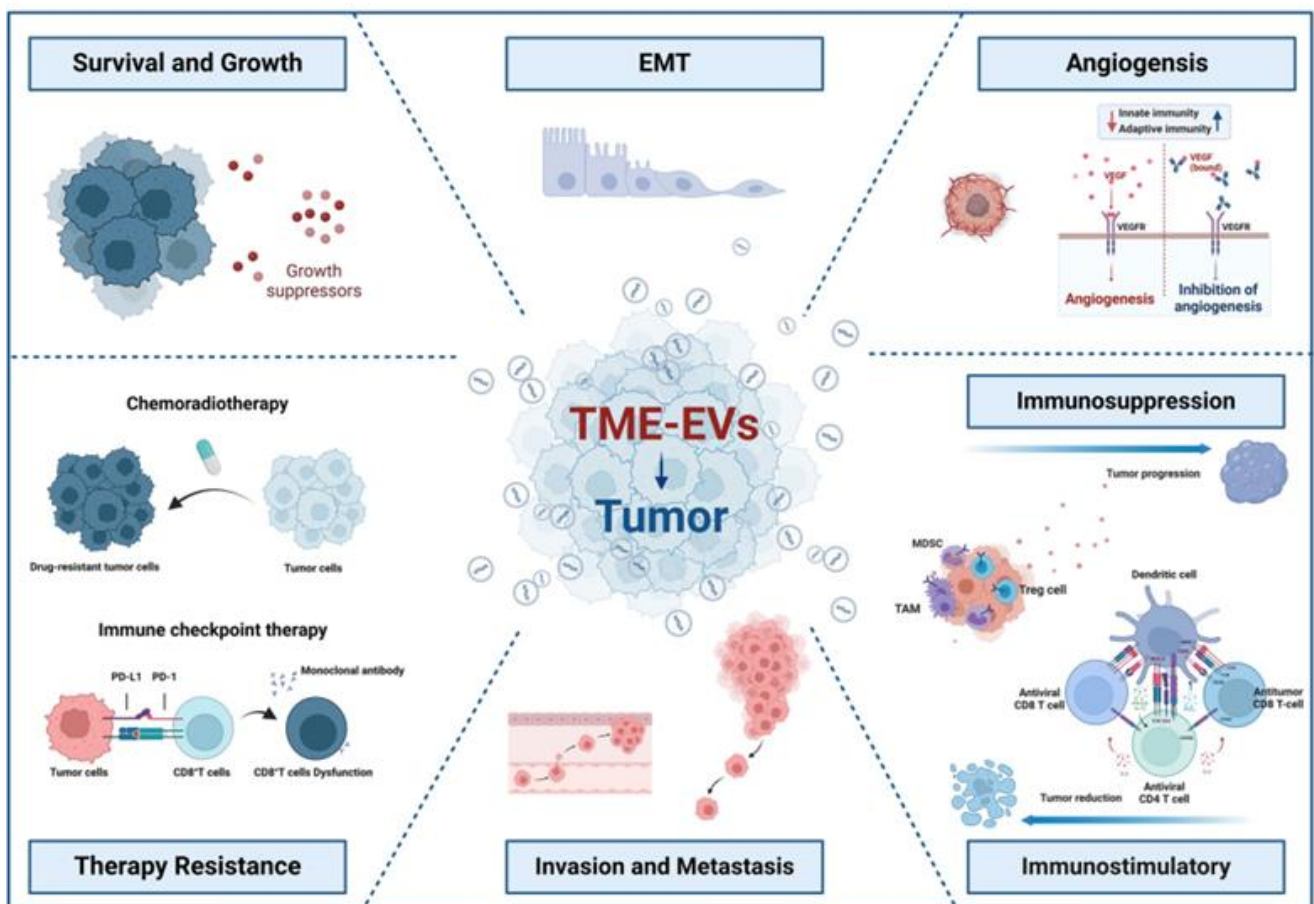 Survival and Growth
EMT
Angiogensis
Growth
suppressors
Innate immunity
Adaptive immunity
VEGF
VEGF
(bound)
VEGFR
VEGFR
Angiogenesis
Inhibition of
angiogenesis
TME-EVs
Tumor
Chemoradiotherapy
Drug-resistant tumor cells
Tumor cells
Immune checkpoint therapy
PD-L1
PD-1
Monoclonal antibody
Tumor cells
CD8⁺T cells
CD8⁺T cells Dysfunction
Therapy Resistance
Invasion and Metastasis
Immunosuppression
Tumor progression
MDSC
Treg cell
TAM
Dendritic cell
Antiviral
CD8 T cell
Antitumor
CD8 T-cell
Antiviral
CD4 T cell
Tumor reduction
Immunostimulatory